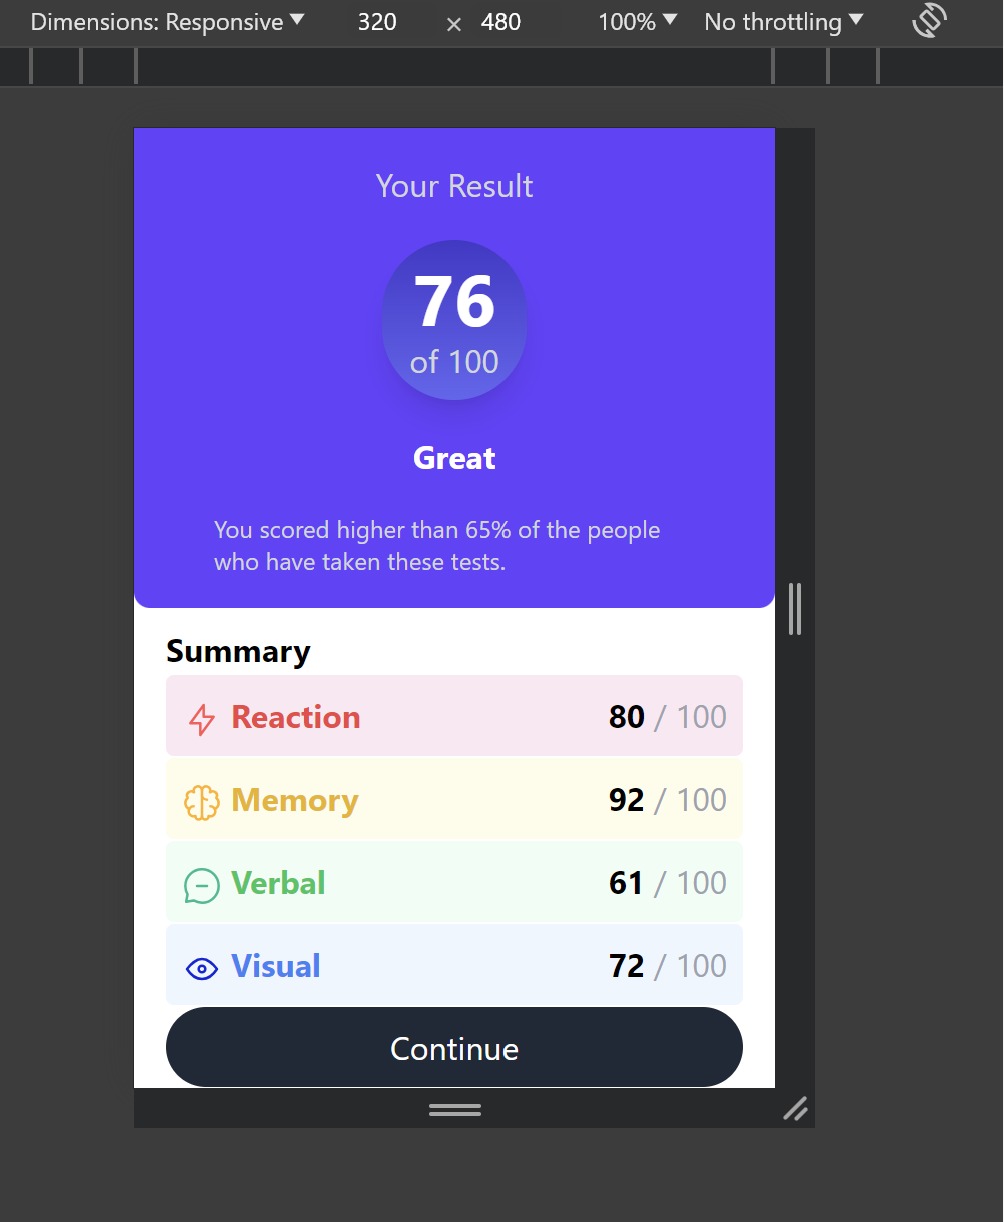 Dimensions: Responsive 320 × 480 100% No throttling
Your Result
76
of 100
Great
You scored higher than 65% of the people
who have taken these tests.
Summary
Reaction 80 / 100
Memory 92 / 100
Verbal 61 / 100
Visual 72 / 100
Continue